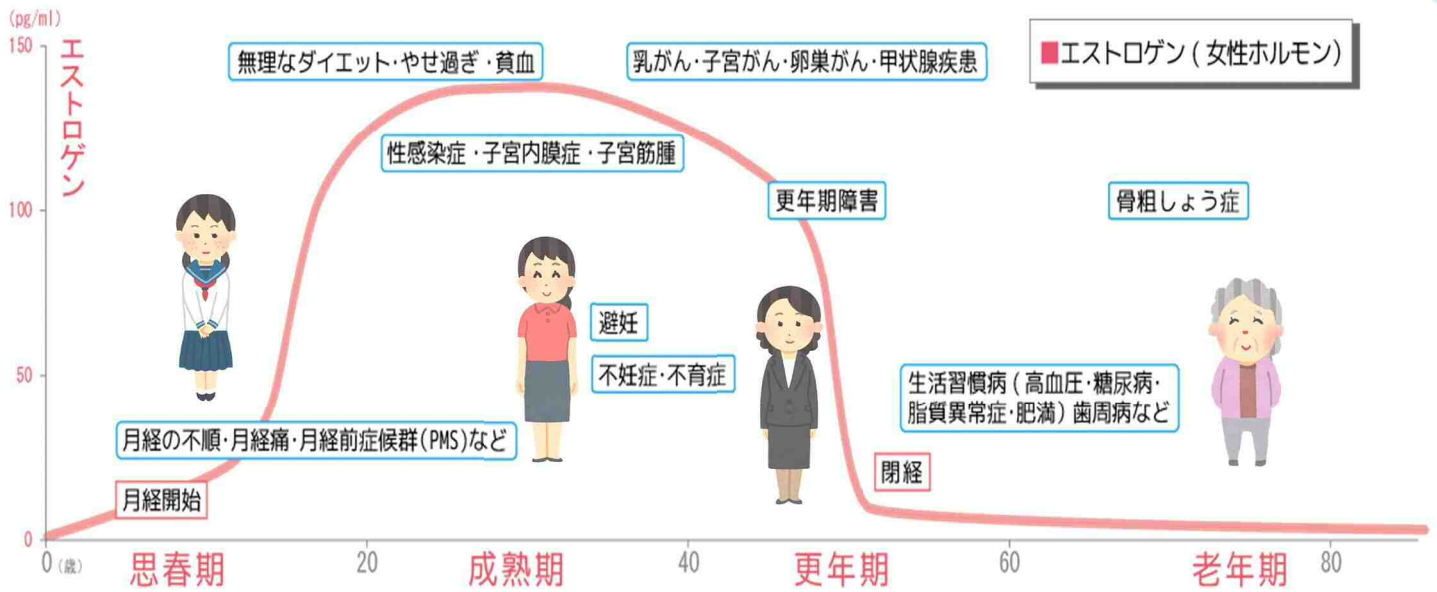 (pg/ml)
150
エストロゲン
無理なダイエット・やせ過ぎ・貧血
乳がん・子宮がん・卵巣がん・甲状腺疾患
■エストロゲン(女性ホルモン)
性感染症・子宮内膜症・子宮筋腫
更年期障害
骨粗しょう症
100
避妊
不妊症・不育症
50
生活習慣病(高血圧・糖尿病・
脂質異常症・肥満)歯周病など
月経の不順・月経痛・月経前症候群(PMS)など
閉経
月経開始
0
0(歳) 思春期 20 成熟期 40 更年期 60 老年期 80